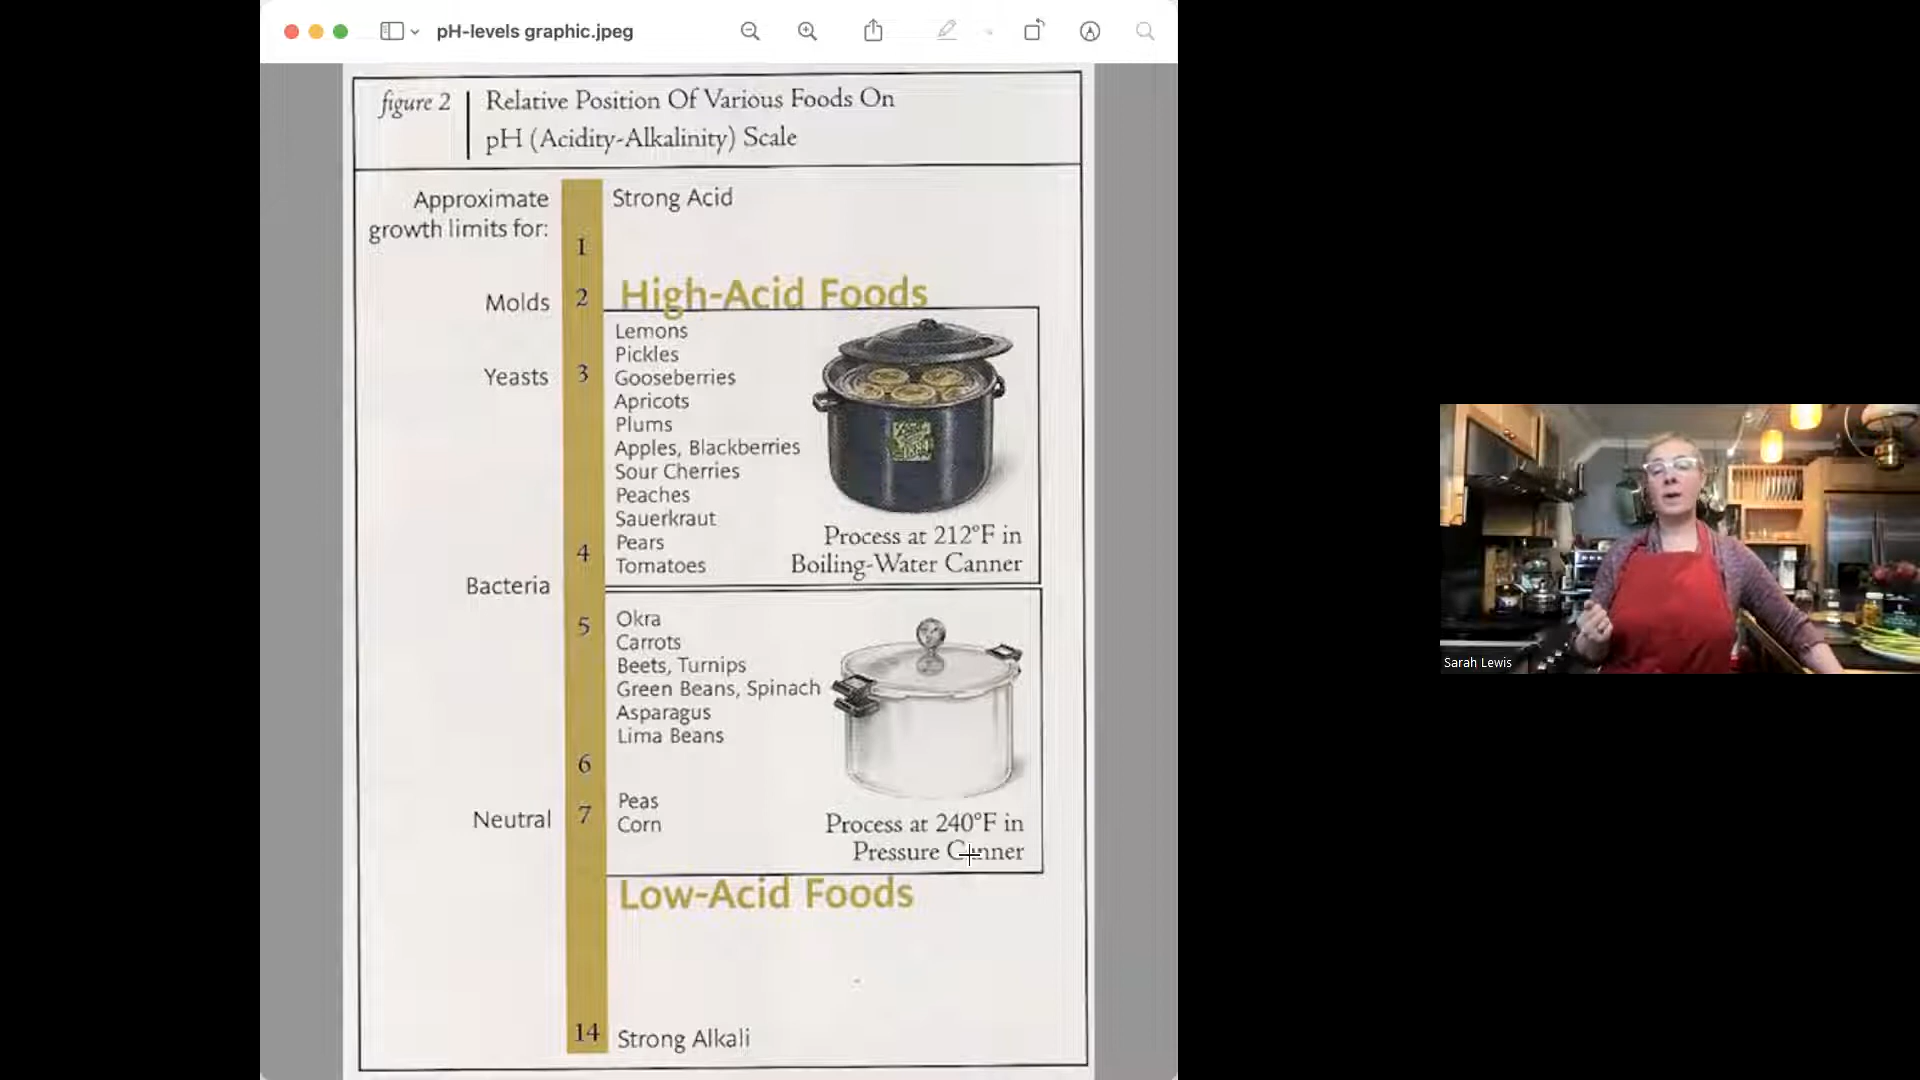 pH-levels graphic.jpeg
figure 2
Relative Position Of Various Foods On
pH (Acidity-Alkalinity) Scale
Approximate
growth limits for:
Strong Acid
1
Molds
2
High-Acid Foods
Lemons
Pickles
Yeasts
3
Gooseberries
Apricots
Plums
Apples, Blackberries
Sour Cherries
Peaches
Sauerkraut
Pears
4
Tomatoes
Process at 212°F in
Boiling-Water Canner
Bacteria
5
Okra
Carrots
Beets, Turnips
Green Beans, Spinach
Asparagus
Lima Beans
6
Peas
Neutral
7
Corn
Process at 240°F in
Pressure Canner
Low-Acid Foods
14
Strong Alkali
Sarah Lewis